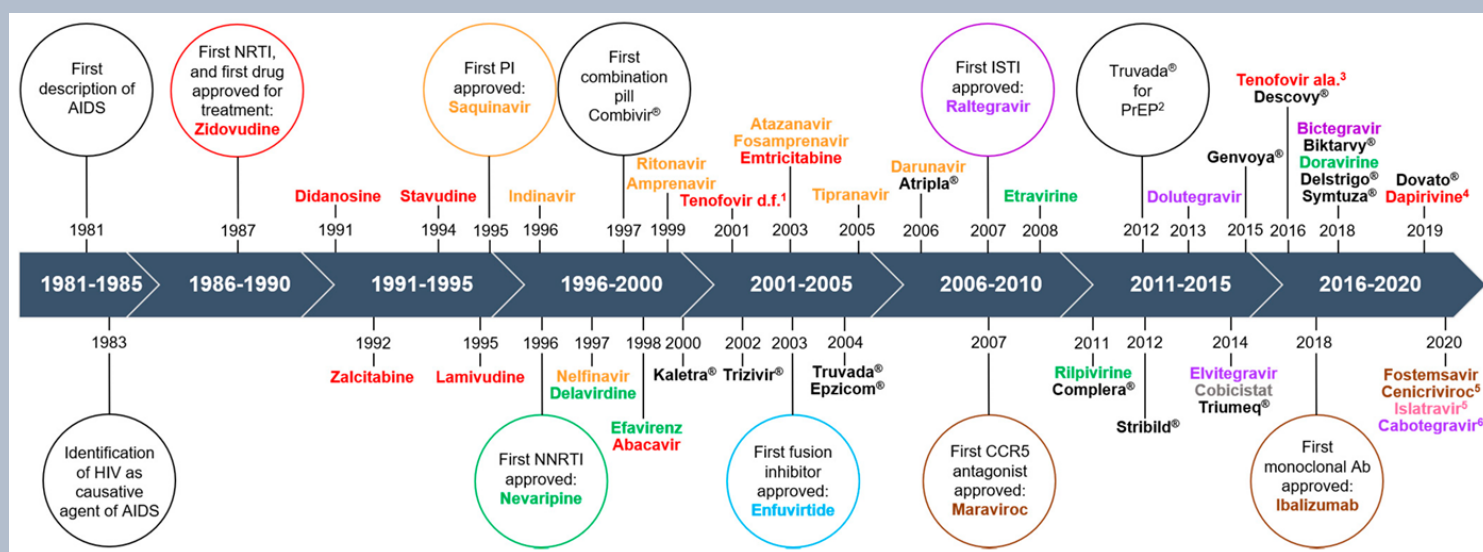 First
description of
AIDS
First NRTI,
and first drug
approved for
treatment:
Zidovudine
First PI
approved:
Saquinavir
First
combination
pill
Combivir®
First ISTI
approved:
Raltegravir
Truvada®
for
PrEP²
Tenofovir ala.³
Descovy®
Atazanavir
Fosamprenavir
Emtricitabine
Bictegravir
Biktarvy®
Doravirine
Delstrigo®
Symtuza®
Genvoya®
Ritonavir
Amprenavir
Darunavir
Atripla®
Dovato®
Dapirivine⁴
Didanosine
Stavudine
Indinavir
Tenofovir d.f.¹
Tipranavir
Etravirine
Dolutegravir
1981
1987
1991
1994
1995
1996
1997
1999
2001
2003
2005
2006
2007
2008
2012
2013
2015
2016
2018
2019
1981-1985
1986-1990
1991-1995
1996-2000
2001-2005
2006-2010
2011-2015
2016-2020
1983
1992
1995
1996
1997
1998
2000
2002
2003
2004
2007
2011
2012
2014
2018
2020
Zalcitabine
Lamivudine
Nelfinavir
Delavirdine
Kaletra®
Trizivir®
Truvada®
Epzicom®
Rilpivirine
Complera®
Elvitegravir
Cobicistat
Triumeq®
Fostemsavir
Cenicriviroc⁵
Islatravir⁵
Cabotegravir⁶
Efavirenz
Abacavir
Stribild®
Identification
of HIV as
causative
agent of AIDS
First NNRTI
approved:
Nevaripine
First fusion
inhibitor
approved:
Enfuvirtide
First CCR5
antagonist
approved:
Maraviroc
First
monoclonal Ab
approved:
Ibalizumab